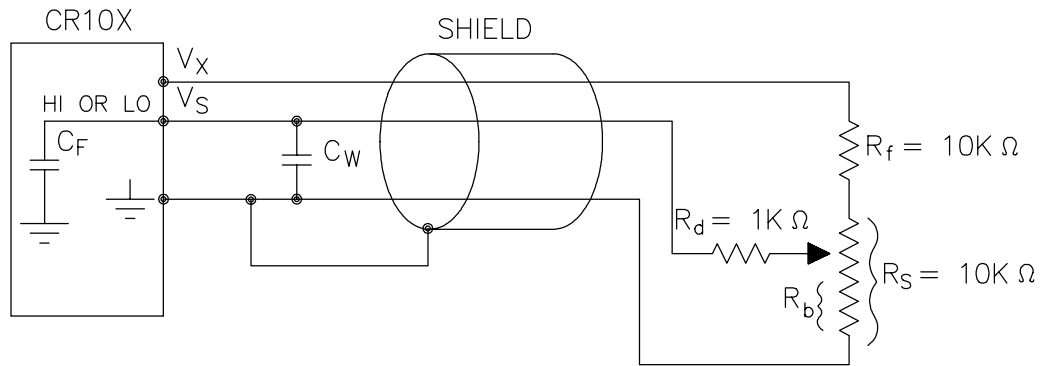 CR10X
SHIELD
V_X
HI OR LO
V_S
C_F
C_W
R_f = 10K Ω
R_d = 1K Ω
R_S = 10K Ω
R_b